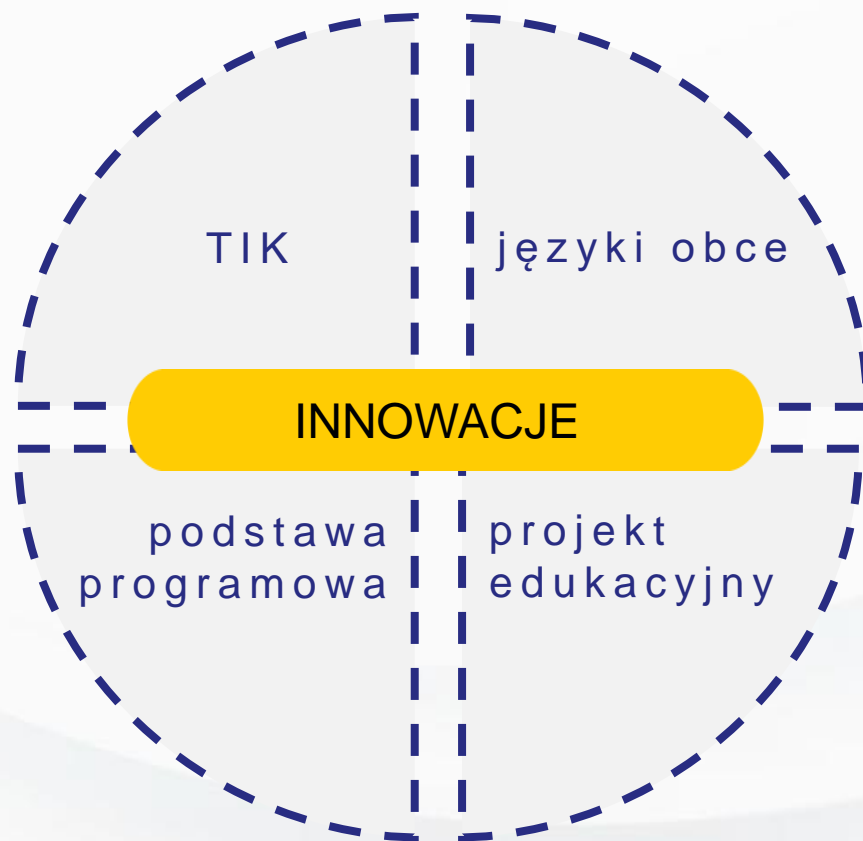 TIK
języki obce
INNOWACJE
podstawa
programowa
projekt
edukacyjny